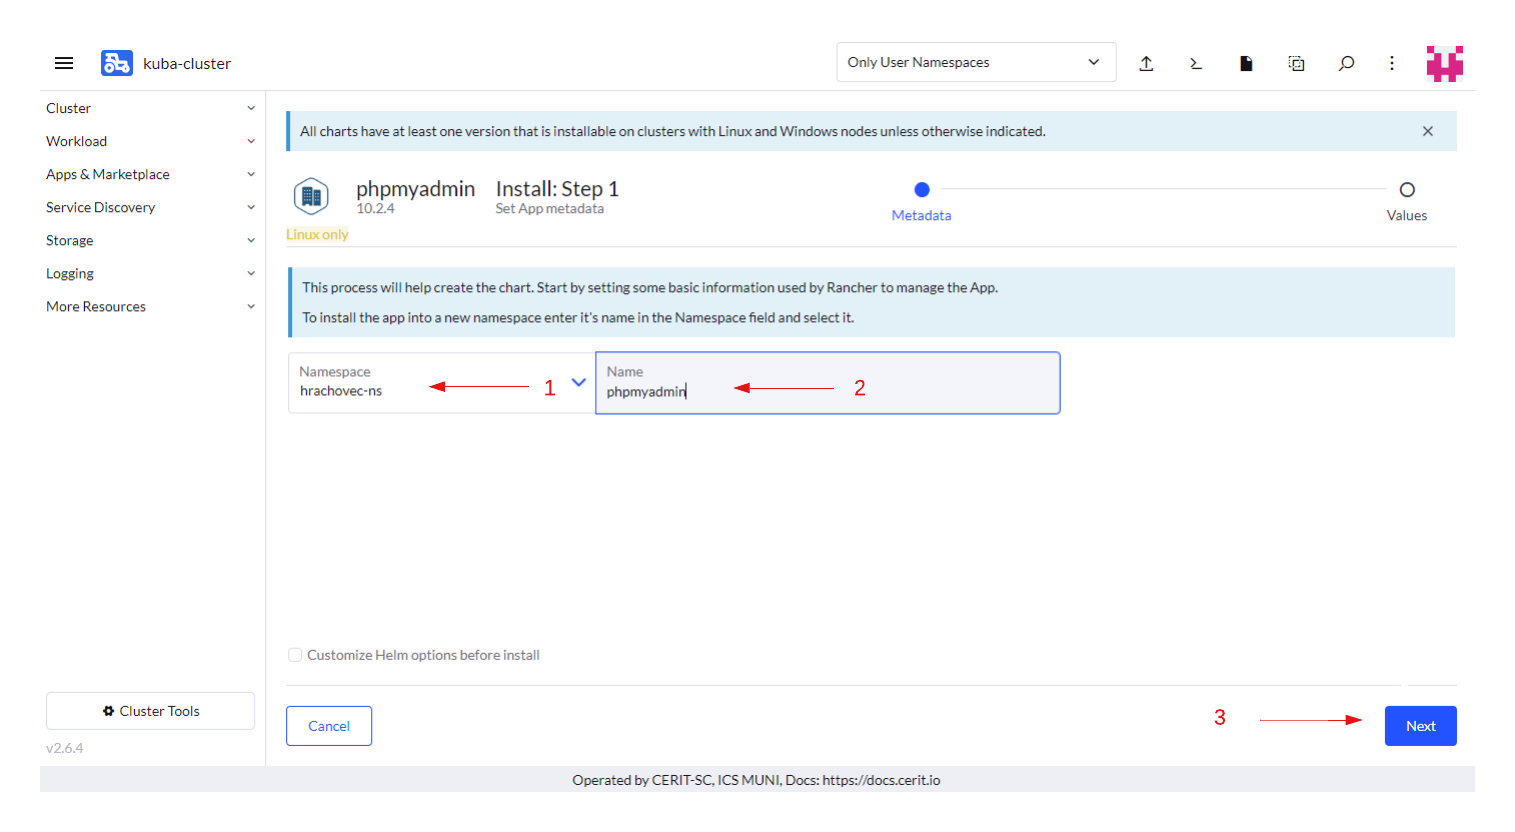 kuba-cluster
Only User Namespaces
Cluster
Workload
Apps & Marketplace
Service Discovery
Storage
Logging
More Resources
All charts have at least one version that is installable on clusters with Linux and Windows nodes unless otherwise indicated.
phpmyadmin Install: Step 1
10.2.4 Set App metadata
Linux only
Metadata
Values
This process will help create the chart. Start by setting some basic information used by Rancher to manage the App.
To install the app into a new namespace enter it's name in the Namespace field and select it.
Namespace
hrachovec-ns
1
Name
phpmyadmin
2
Customize Helm options before install
Cluster Tools
Cancel
3
Next
v2.6.4
Operated by CERIT-SC, ICS MUNI, Docs: https://docs.cerit.io